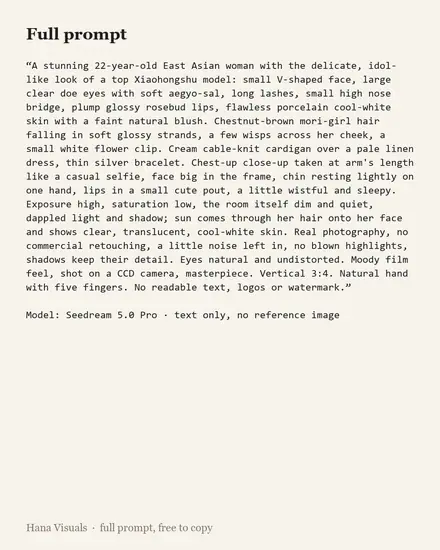 Full prompt
“A stunning 22-year-old East Asian woman with the delicate, idol-
like look of a top Xiaohongshu model: small V-shaped face, large
clear doe eyes with soft aegyo-sal, long lashes, small high nose
bridge, plump glossy rosebud lips, flawless porcelain cool-white
skin with a faint natural blush. Chestnut-brown mori-girl hair
falling in soft glossy strands, a few wisps across her cheek, a
small white flower clip. Cream cable-knit cardigan over a pale linen
dress, thin silver bracelet. Chest-up close-up taken at arm's length
like a casual selfie, face big in the frame, chin resting lightly on
one hand, lips in a small cute pout, a little wistful and sleepy.
Exposure high, saturation low, the room itself dim and quiet,
dappled light and shadow; sun comes through her hair onto her face
and shows clear, translucent, cool-white skin. Real photography, no
commercial retouching, a little noise left in, no blown highlights,
shadows keep their detail. Eyes natural and undistorted. Moody film
feel, shot on a CCD camera, masterpiece. Vertical 3:4. Natural hand
with five fingers. No readable text, logos or watermark.”
Model: Seedream 5.0 Pro · text only, no reference image
Hana Visuals · full prompt, free to copy